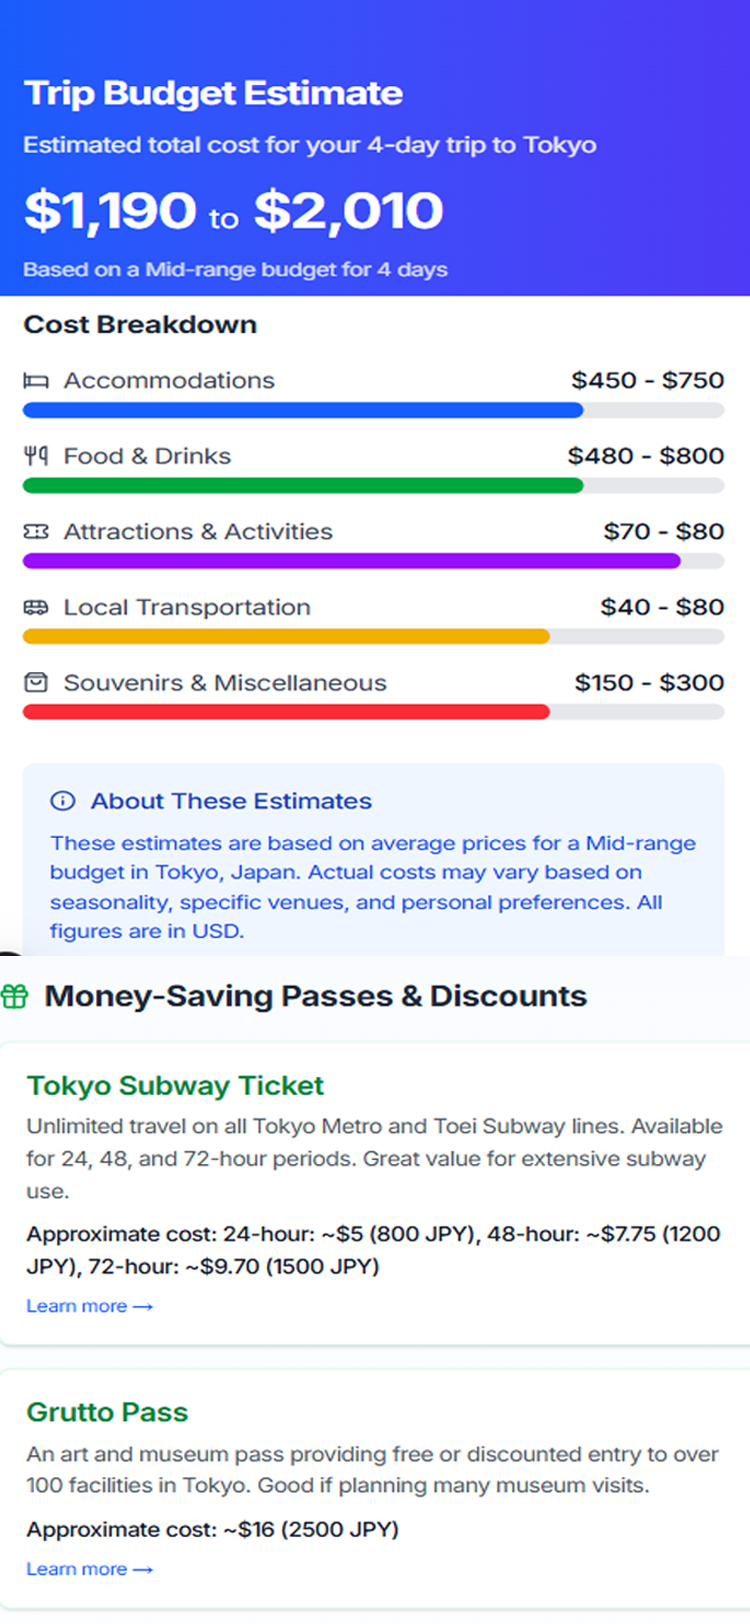 Trip Budget Estimate
Estimated total cost for your 4-day trip to Tokyo
$1,190 to $2,010
Based on a Mid-range budget for 4 days
Cost Breakdown
Accommodations $450 - $750
Food & Drinks $480 - $800
Attractions & Activities $70 - $80
Local Transportation $40 - $80
Souvenirs & Miscellaneous $150 - $300
About These Estimates
These estimates are based on average prices for a Mid-range
budget in Tokyo, Japan. Actual costs may vary based on
seasonality, specific venues, and personal preferences. All
figures are in USD.
Money-Saving Passes & Discounts
Tokyo Subway Ticket
Unlimited travel on all Tokyo Metro and Toei Subway lines. Available
for 24, 48, and 72-hour periods. Great value for extensive subway
use.
Approximate cost: 24-hour: ~$5 (800 JPY), 48-hour: ~$7.75 (1200
JPY), 72-hour: ~$9.70 (1500 JPY)
Learn more →
Grutto Pass
An art and museum pass providing free or discounted entry to over
100 facilities in Tokyo. Good if planning many museum visits.
Approximate cost: ~$16 (2500 JPY)
Learn more →